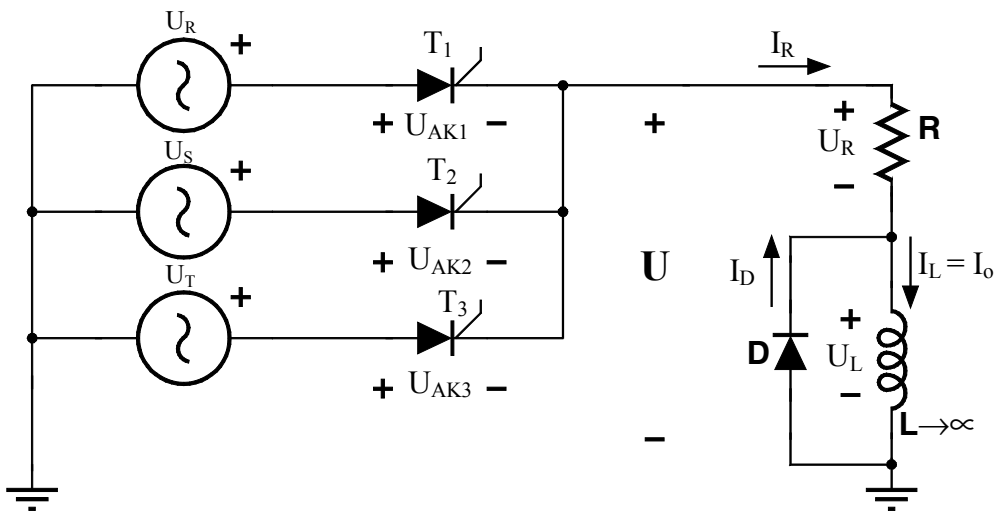 U_R
T_1
I_R
+
+ U_AK1 −
+
+
U_R
−
R
U_S
+
T_2
+ U_AK2 −
U
I_D
I_L = I_o
U_T
+
T_3
+ U_AK3 −
D
+
U_L
−
L→∝
−